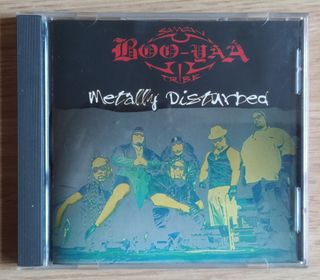 SAMOAN
BOO-YAA
TRIBE
Metally Disturbed